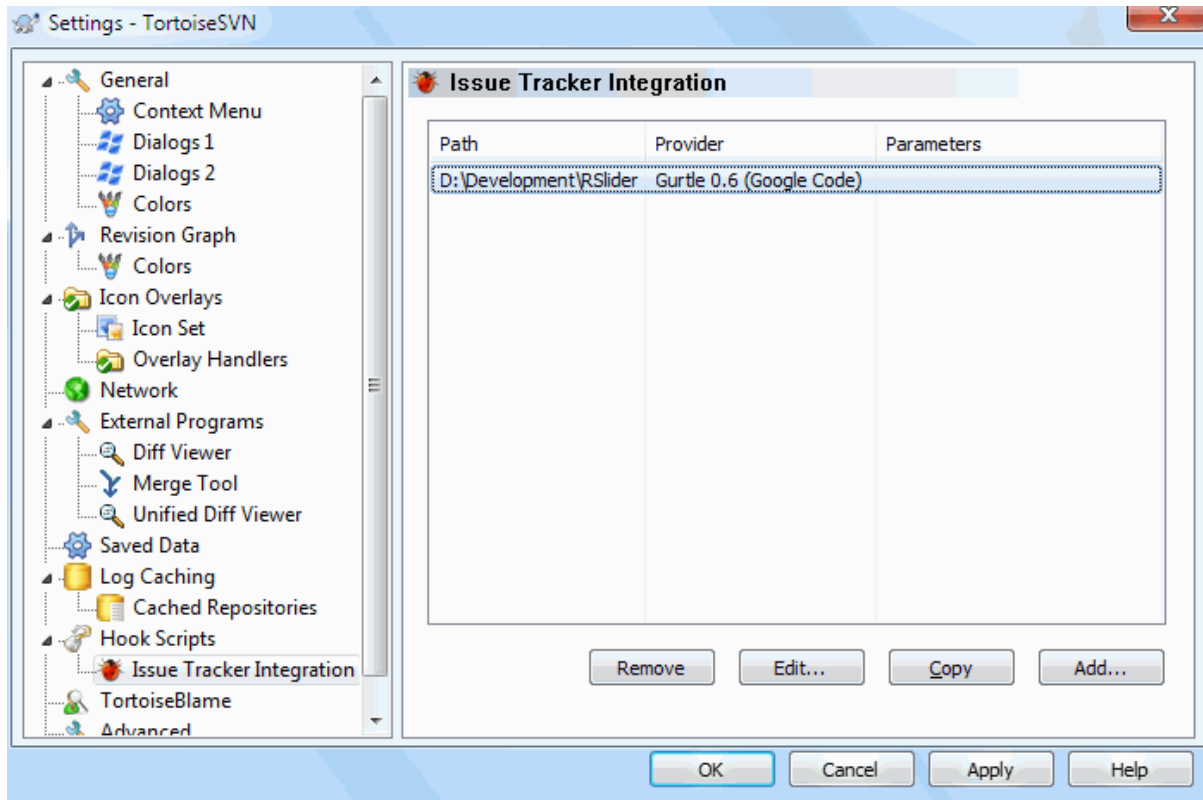 Settings - TortoiseSVN
General
Context Menu
Dialogs 1
Dialogs 2
Colors
Revision Graph
Colors
Icon Overlays
Icon Set
Overlay Handlers
Network
External Programs
Diff Viewer
Merge Tool
Unified Diff Viewer
Saved Data
Log Caching
Cached Repositories
Hook Scripts
Issue Tracker Integration
TortoiseBlame
Advanced
Issue Tracker Integration
Path Provider Parameters
D:\Development\RSlider Gurtle 0.6 (Google Code)
Remove Edit... Copy Add...
OK Cancel Apply Help